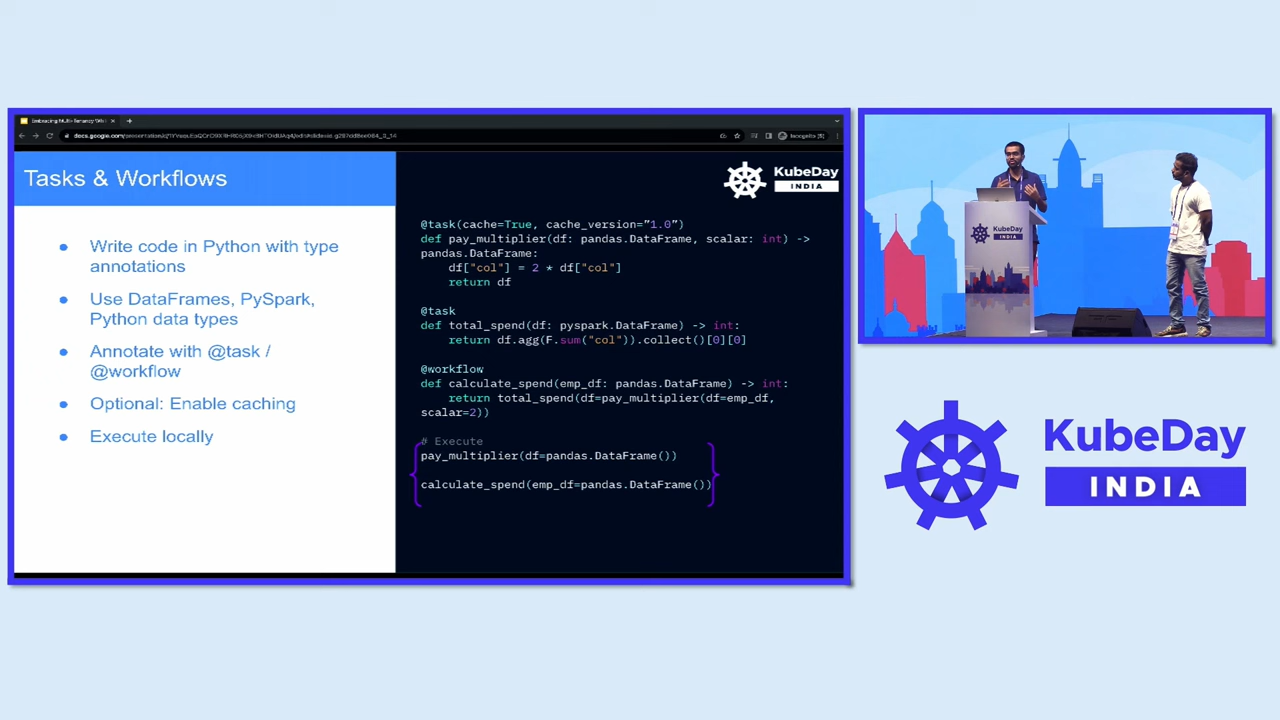 Tasks & Workflows
● Write code in Python with type
annotations
● Use DataFrames, PySpark,
Python data types
● Annotate with @task /
@workflow
● Optional: Enable caching
● Execute locally
KubeDay
INDIA
@task(cache=True, cache_version="1.0")
def pay_multiplier(df: pandas.DataFrame, scalar: int) ->
pandas.DataFrame:
df["col"] = 2 * df["col"]
return df
@task
def total_spend(df: pyspark.DataFrame) -> int:
return df.agg(F.sum("col")).collect()[0][0]
@workflow
def calculate_spend(emp_df: pandas.DataFrame) -> int:
return total_spend(df=pay_multiplier(df=emp_df,
scalar=2))
# Execute
pay_multiplier(df=pandas.DataFrame())
calculate_spend(emp_df=pandas.DataFrame())
KubeDay
INDIA
KubeDay
INDIA